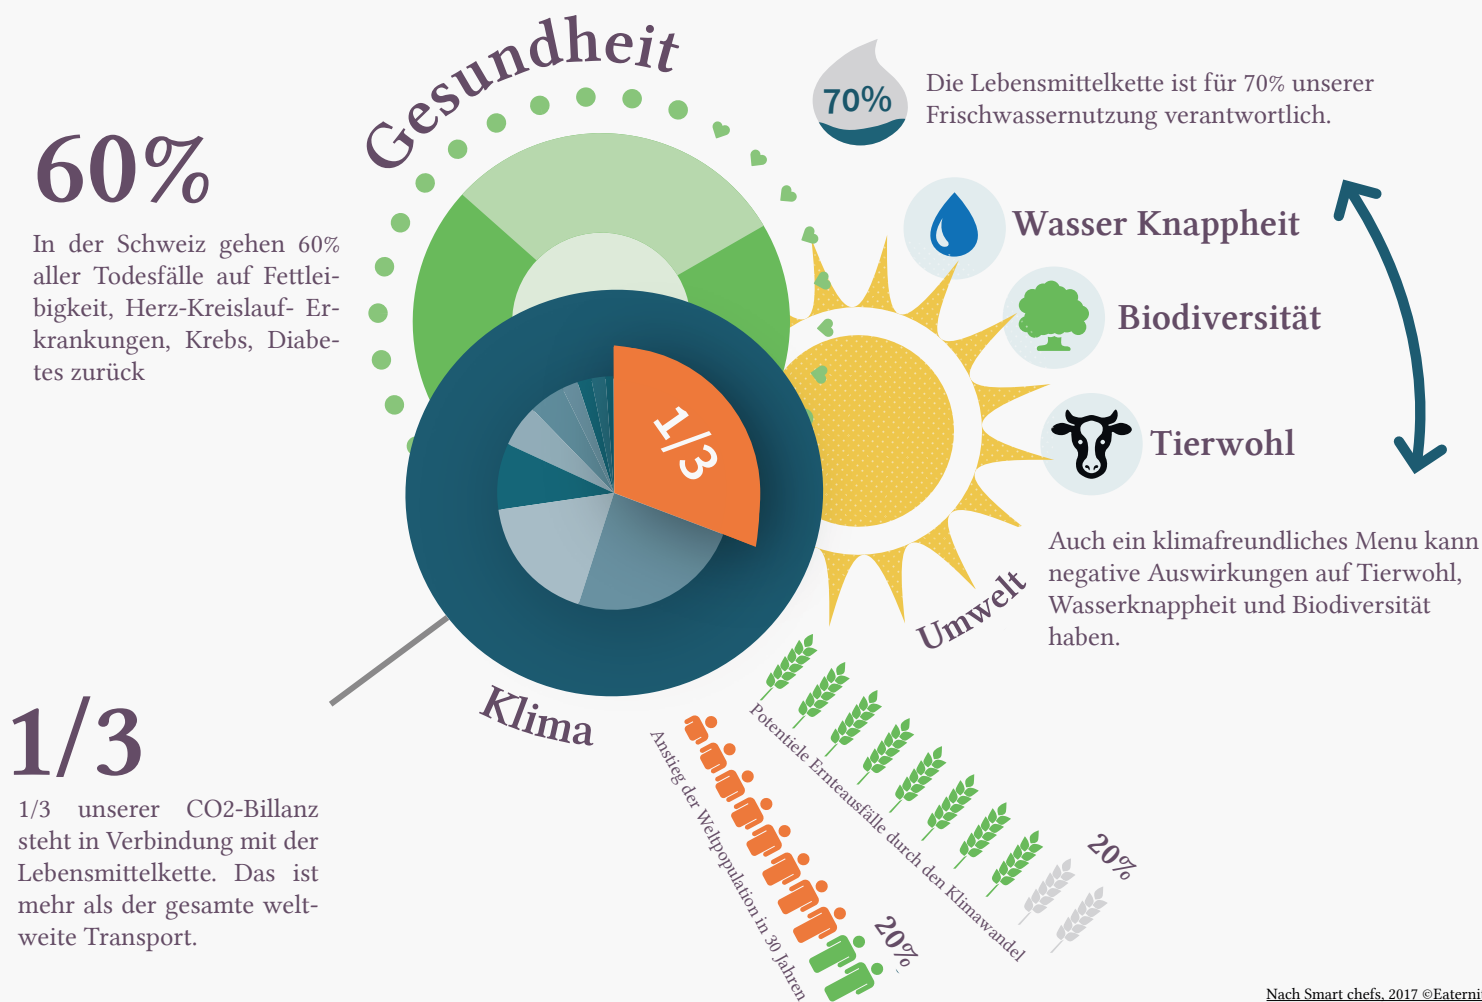 Gesundheit
60%
In der Schweiz gehen 60%
aller Todesfälle auf Fettlei-
bigkeit, Herz-Kreislauf- Er-
krankungen, Krebs, Diabe-
tes zurück
70%
Die Lebensmittelkette ist für 70% unserer
Frischwassernutzung verantwortlich.
Wasser Knappheit
Biodiversität
Tierwohl
Auch ein klimafreundliches Menu kann
negative Auswirkungen auf Tierwohl,
Wasserknappheit und Biodiversität
haben.
Umwelt
1/3
Klima
1/3
1/3 unserer CO2-Billanz
steht in Verbindung mit der
Lebensmittelkette. Das ist
mehr als der gesamte welt-
weite Transport.
Potentiele Ernteausfälle durch den Klimawandel
20%
Anstieg der Weltpopulation in 30 Jahren
20%
Nach Smart chefs, 2017 ©Eaterni